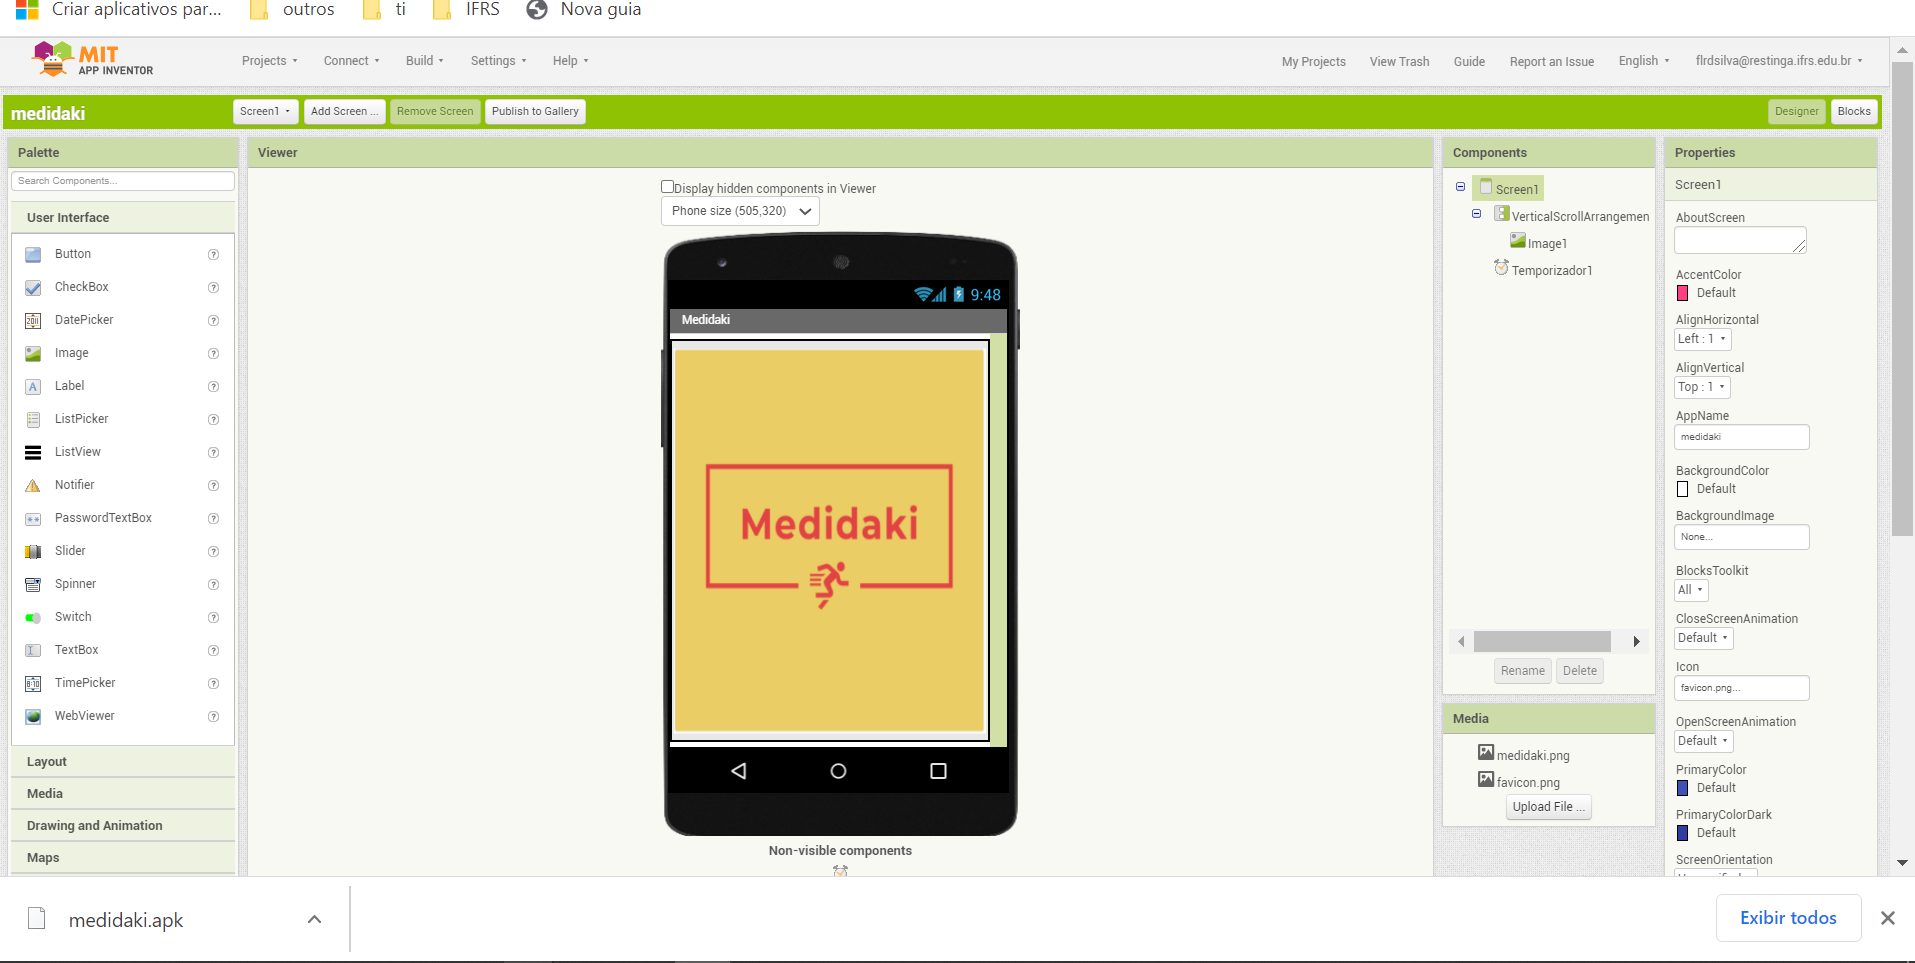 Criar aplicativos par...
outros
ti
IFRS
Nova guia
MIT
APP INVENTOR
Projects
Connect
Build
Settings
Help
My Projects
View Trash
Guide
Report an Issue
English
flrdsilva@restinga.ifrs.edu.br
medidaki
Screen1
Add Screen ...
Remove Screen
Publish to Gallery
Designer
Blocks
Palette
Search Components...
User Interface
Button
?
CheckBox
?
DatePicker
?
Image
?
Label
?
ListPicker
?
ListView
?
Notifier
?
PasswordTextBox
?
Slider
?
Spinner
?
Switch
?
TextBox
?
TimePicker
?
WebViewer
?
Layout
Media
Drawing and Animation
Maps
Viewer
Display hidden components in Viewer
Phone size (505,320)
9:48
Medidaki
Medidaki
Non-visible components
Components
Screen1
VerticalScrollArrangemen
Image1
Temporizador1
Rename
Delete
Media
medidaki.png
favicon.png
Upload File ...
Properties
Screen1
AboutScreen
AccentColor
Default
AlignHorizontal
Left : 1
AlignVertical
Top : 1
AppName
medidaki
BackgroundColor
Default
BackgroundImage
None...
BlocksToolkit
All
CloseScreenAnimation
Default
Icon
favicon.png...
OpenScreenAnimation
Default
PrimaryColor
Default
PrimaryColorDark
Default
ScreenOrientation
medidaki.apk
Exibir todos